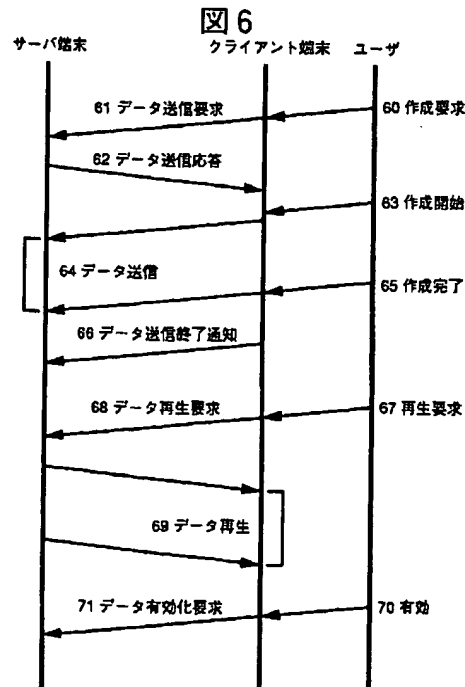 図6
サーバ端末 クライアント端末 ユーザ
61 データ送信要求 60 作成要求
62 データ送信応答
63 作成開始
64 データ送信
65 作成完了
66 データ送信終了通知
68 データ再生要求 67 再生要求
69 データ再生
71 データ有効化要求 70 有効